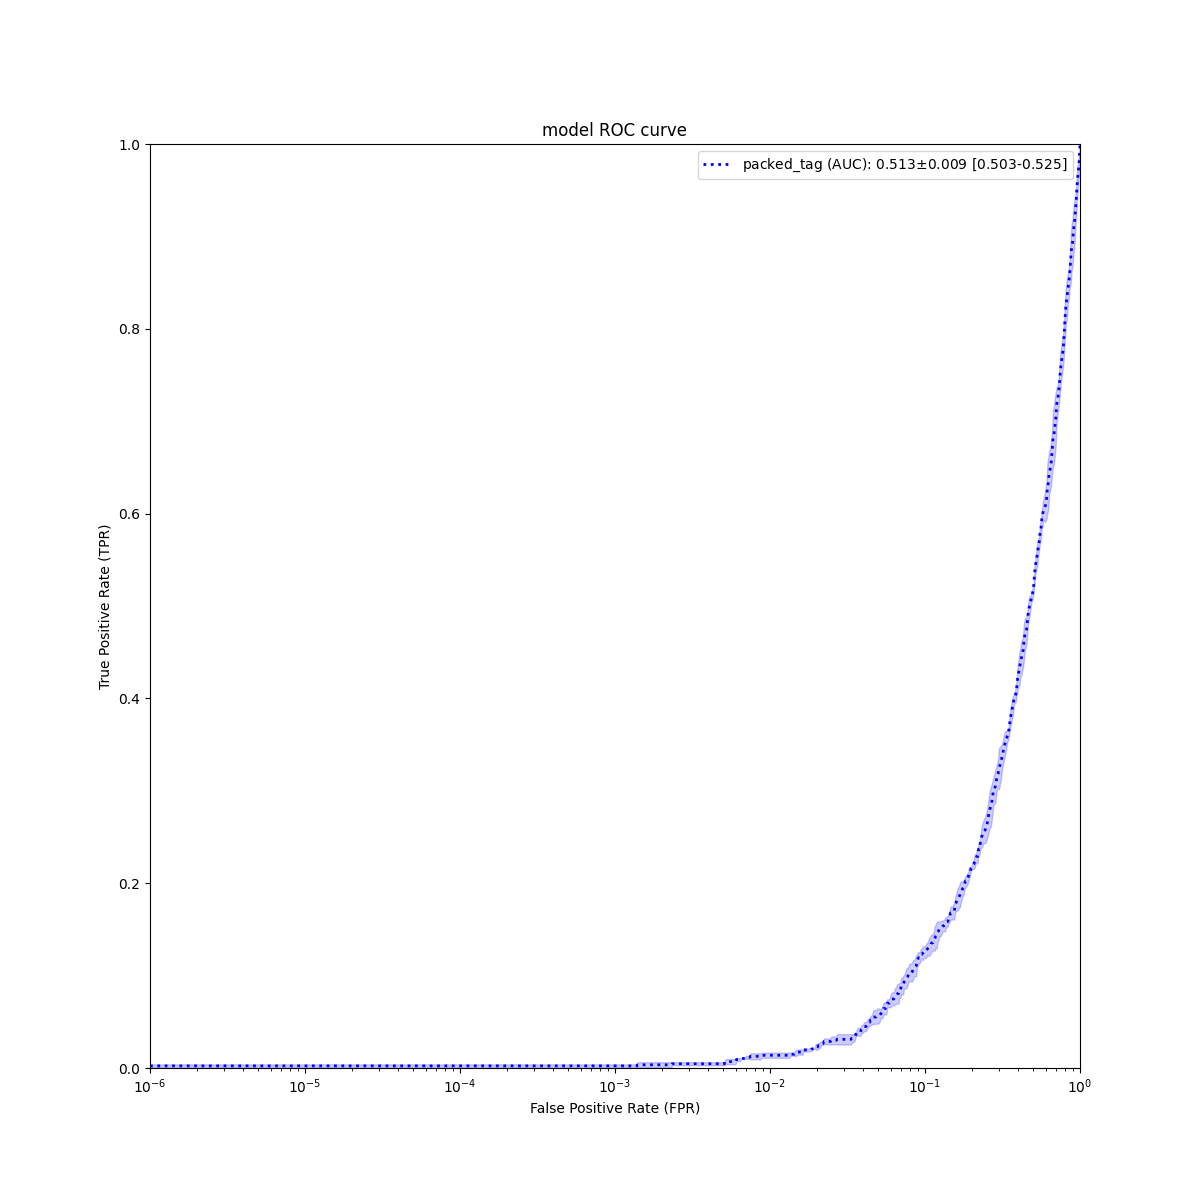 model ROC curve
packed_tag (AUC): 0.513±0.009 [0.503-0.525]
1.0
0.8
0.6
0.4
0.2
0.0
True Positive Rate (TPR)
10⁻⁶ 10⁻⁵ 10⁻⁴ 10⁻³ 10⁻² 10⁻¹ 10⁰
False Positive Rate (FPR)